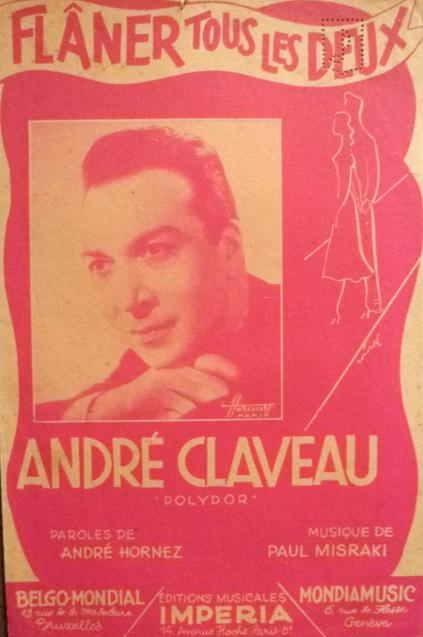 FLÂNER TOUS LES DEUX
Harcourt
PARIS
ANDRÉ CLAVEAU
"POLYDOR"
PAROLES DE
ANDRÉ HORNEZ
MUSIQUE DE
PAUL MISRAKI
BELGO-MONDIAL
13 rue de la Madeleine
Bruxelles
ÉDITIONS MUSICALES
IMPERIA
14 Avenue Hoche-Paris-8e
MONDIAMUSIC
6. rue de Hesse
Genève